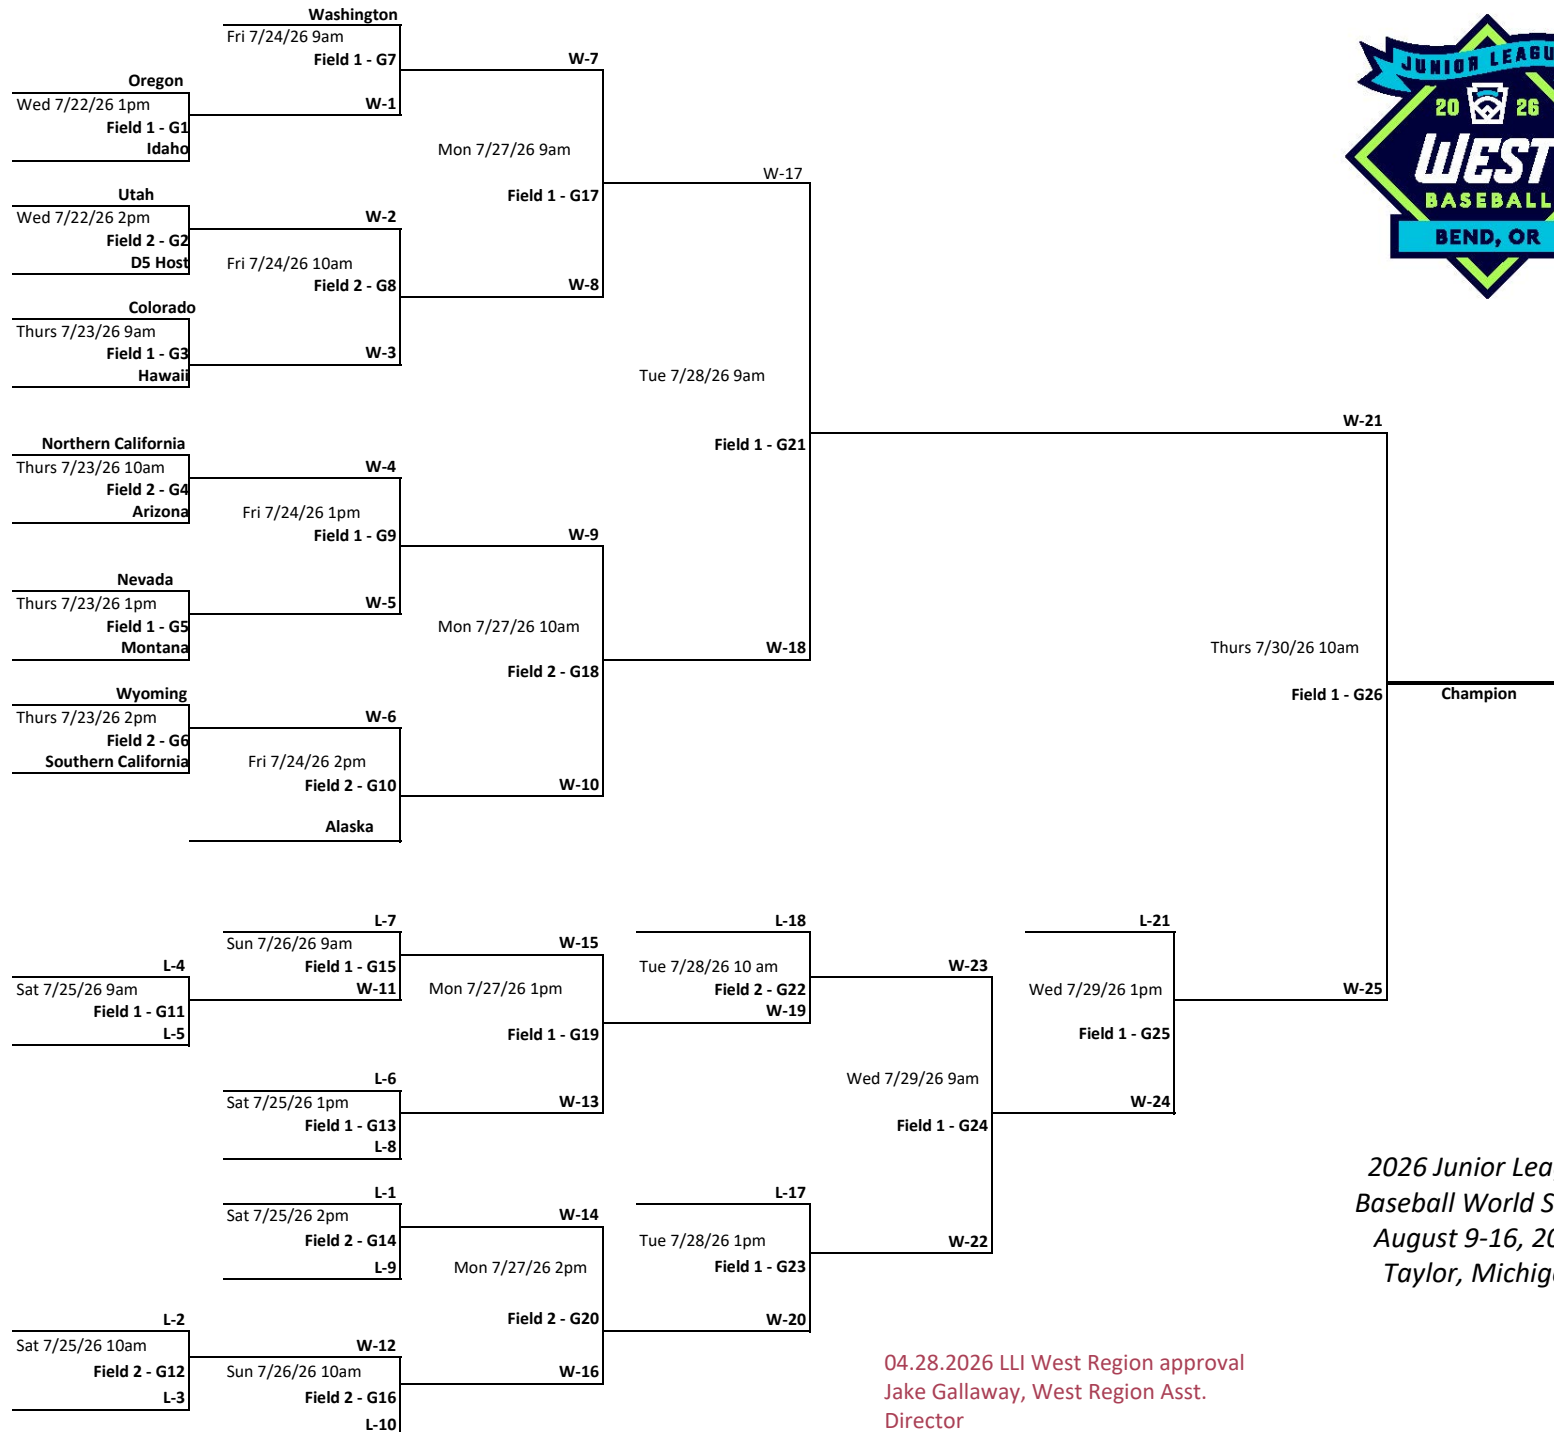 Washington
Fri 7/24/26 9am
Field 1 - G7
W-7
Oregon
Wed 7/22/26 1pm
W-1
Field 1 - G1
Idaho
Mon 7/27/26 9am
W-17
Utah
Field 1 - G17
Wed 7/22/26 2pm
W-2
Field 2 - G2
D5 Host
Fri 7/24/26 10am
Field 2 - G8
W-8
Colorado
Thurs 7/23/26 9am
Field 1 - G3
W-3
Hawaii
Tue 7/28/26 9am
W-21
Northern California
Field 1 - G21
Thurs 7/23/26 10am
W-4
Field 2 - G4
Arizona
Fri 7/24/26 1pm
Field 1 - G9
W-9
Nevada
Thurs 7/23/26 1pm
W-5
Field 1 - G5
Mon 7/27/26 10am
Montana
W-18
Thurs 7/30/26 10am
Field 2 - G18
Wyoming
Field 1 - G26
Champion
Thurs 7/23/26 2pm
W-6
Field 2 - G6
Southern California
Fri 7/24/26 2pm
Field 2 - G10
W-10
Alaska
L-7
L-18
L-21
Sun 7/26/26 9am
W-15
L-4
Field 1 - G15
Tue 7/28/26 10 am
W-23
Sat 7/25/26 9am
W-11
Mon 7/27/26 1pm
Field 2 - G22
Wed 7/29/26 1pm
W-25
Field 1 - G11
W-19
L-5
Field 1 - G19
Field 1 - G25
L-6
Wed 7/29/26 9am
Sat 7/25/26 1pm
W-13
W-24
Field 1 - G13
Field 1 - G24
L-8
L-1
L-17
Sat 7/25/26 2pm
W-14
Field 2 - G14
Tue 7/28/26 1pm
W-22
L-9
Mon 7/27/26 2pm
Field 1 - G23
L-2
Field 2 - G20
W-20
Sat 7/25/26 10am
W-12
Field 2 - G12
Sun 7/26/26 10am
W-16
L-3
Field 2 - G16
L-10
JUNIOR LEAGU
20 26
WEST
BASEBALL
BEND, OR
2026 Junior Lea
Baseball World S
August 9-16, 20
Taylor, Michig
04.28.2026 LLI West Region approval
Jake Gallaway, West Region Asst.
Director